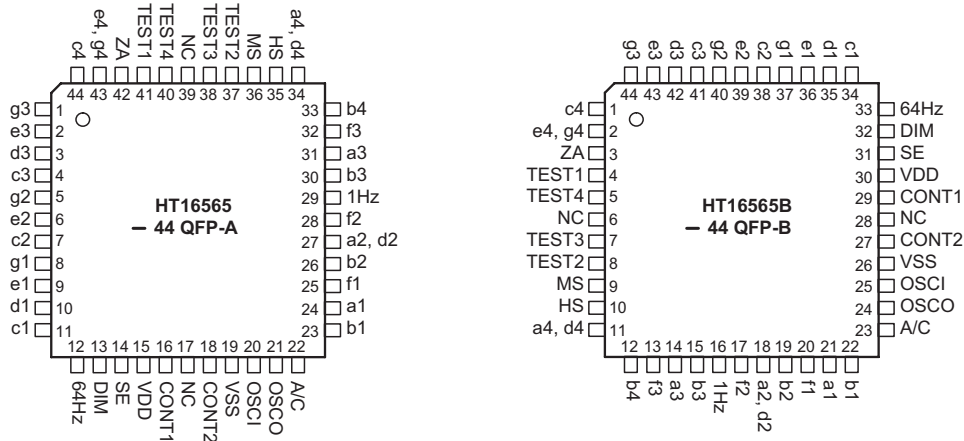 c4
e4, g4
ZA
TEST1
TEST4
NC
TEST3
TEST2
MS
HS
a4, d4
44 43 42 41 40 39 38 37 36 35 34
g3 1
e3 2
d3 3
c3 4
g2 5
e2 6
c2 7
g1 8
e1 9
d1 10
c1 11
HT16565
– 44 QFP-A
33 b4
32 f3
31 a3
30 b3
29 1Hz
28 f2
27 a2, d2
26 b2
25 f1
24 a1
23 b1
12 13 14 15 16 17 18 19 20 21 22
64Hz
DIM
SE
VDD
CONT1
NC
CONT2
VSS
OSCI
OSCO
A/C
g3
e3
d3
c3
g2
e2
c2
g1
e1
d1
c1
44 43 42 41 40 39 38 37 36 35 34
c4 1
e4, g4 2
ZA 3
TEST1 4
TEST4 5
NC 6
TEST3 7
TEST2 8
MS 9
HS 10
a4, d4 11
HT16565B
– 44 QFP-B
33 64Hz
32 DIM
31 SE
30 VDD
29 CONT1
28 NC
27 CONT2
26 VSS
25 OSCI
24 OSCO
23 A/C
12 13 14 15 16 17 18 19 20 21 22
b4
f3
a3
b3
1Hz
f2
a2, d2
b2
f1
a1
b1